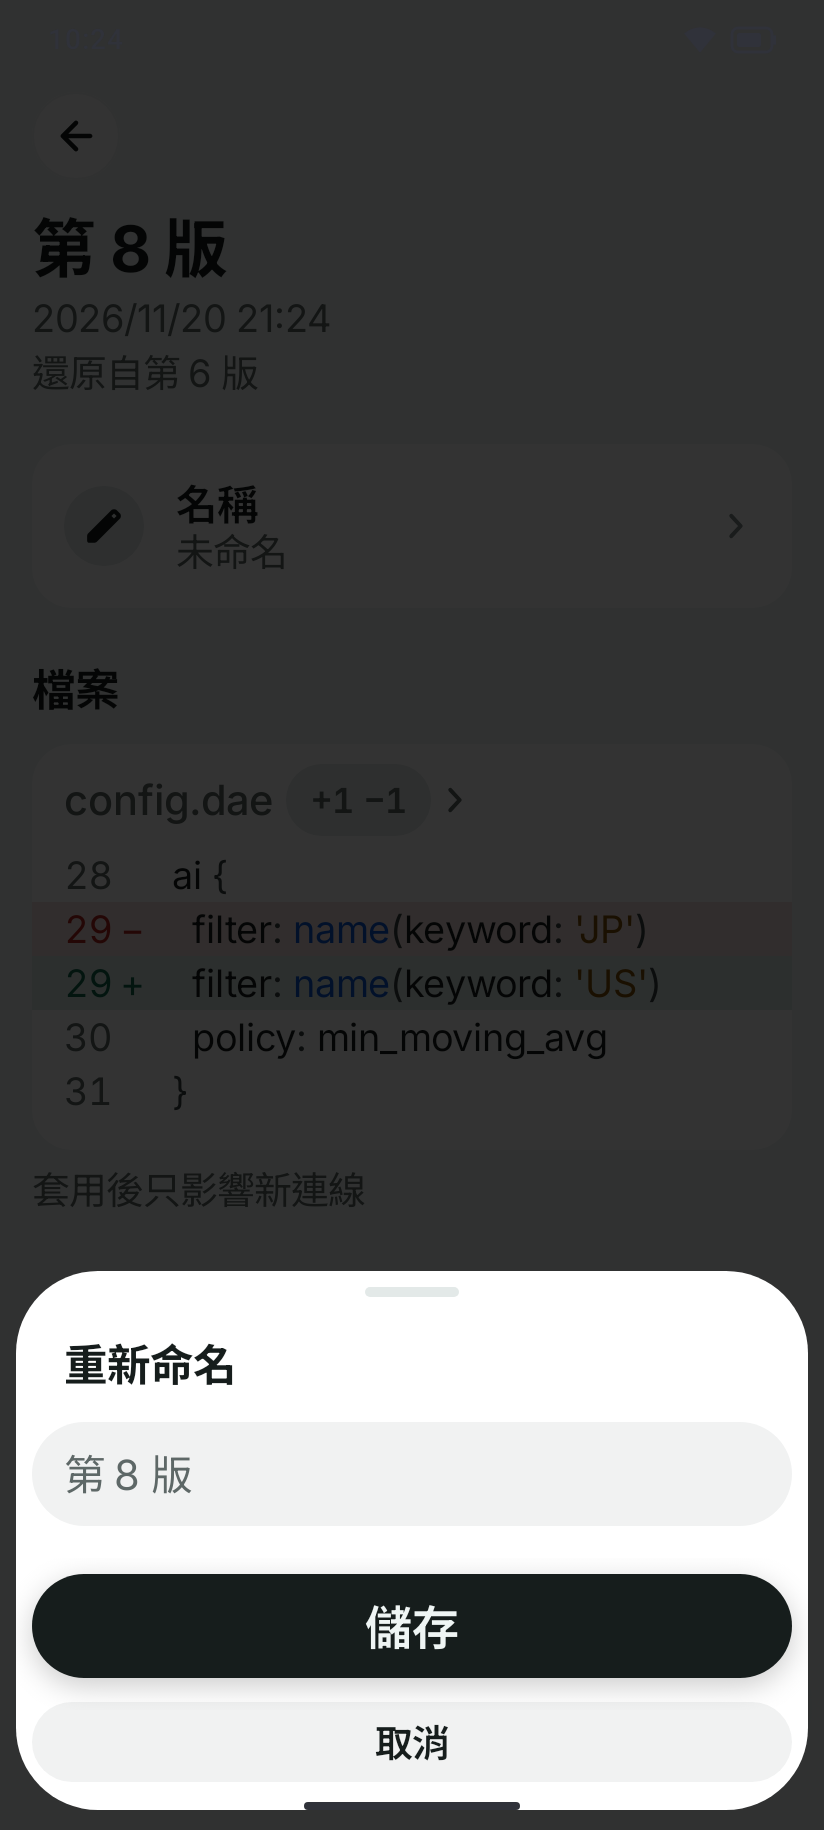 第 8 版
2026/11/20 21:24
還原自第 6 版
名稱
未命名
檔案
config.dae +1 −1
28 ai {
29 − filter: name(keyword: 'JP')
29 + filter: name(keyword: 'US')
30 policy: min_moving_avg
31 }
套用後只影響新連線
重新命名
第 8 版
儲存
取消